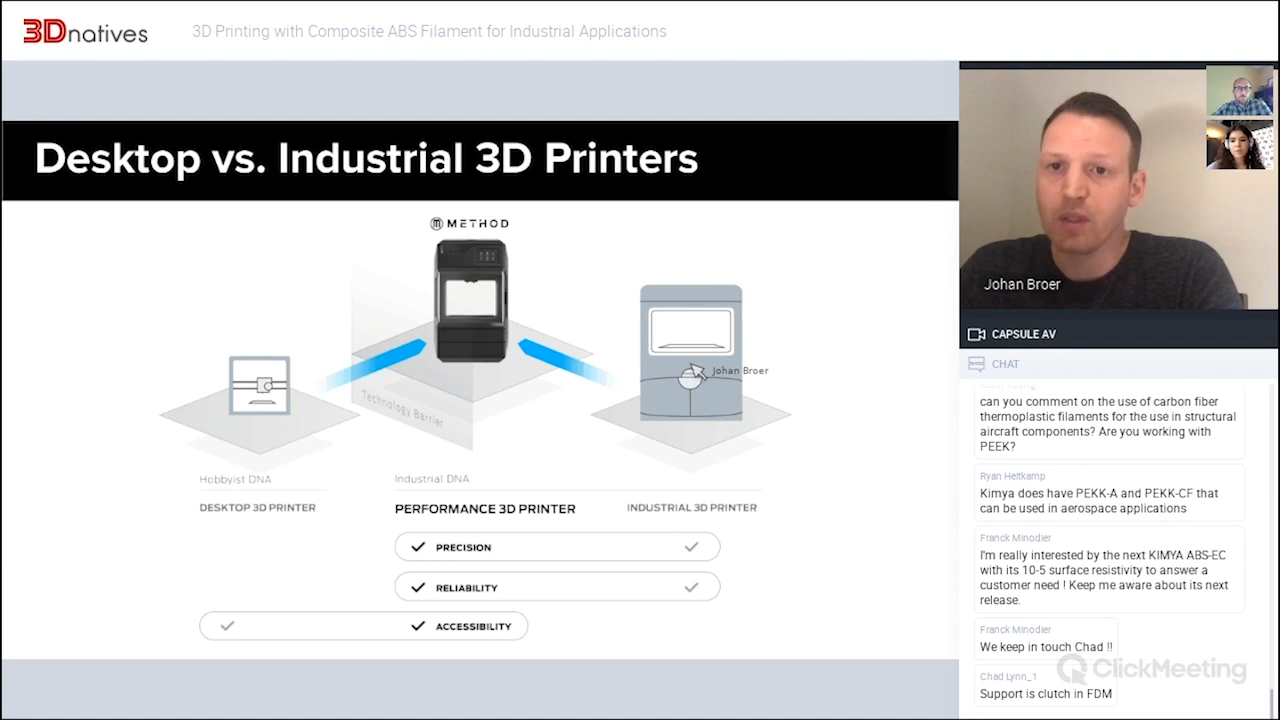 3Dnatives
3D Printing with Composite ABS Filament for Industrial Applications
Desktop vs. Industrial 3D Printers
METHOD
Johan Broer
Technology Barrier
Hobbyist DNA
Industrial DNA
DESKTOP 3D PRINTER
PERFORMANCE 3D PRINTER
INDUSTRIAL 3D PRINTER
PRECISION
RELIABILITY
ACCESSIBILITY
Johan Broer
CAPSULE AV
CHAT
can you comment on the use of carbon fiber
thermoplastic filaments for the use in structural
aircraft components? Are you working with
PEEK?
Ryan Heitkamp
Kimya does have PEKK-A and PEKK-CF that
can be used in aerospace applications
Franck Minodier
I'm really interested by the next KIMYA ABS-EC
with its 10-5 surface resistivity to answer a
customer need ! Keep me aware about its next
release.
Franck Minodier
We keep in touch Chad !!
ClickMeeting
Chad Lynn_1
Support is clutch in FDM